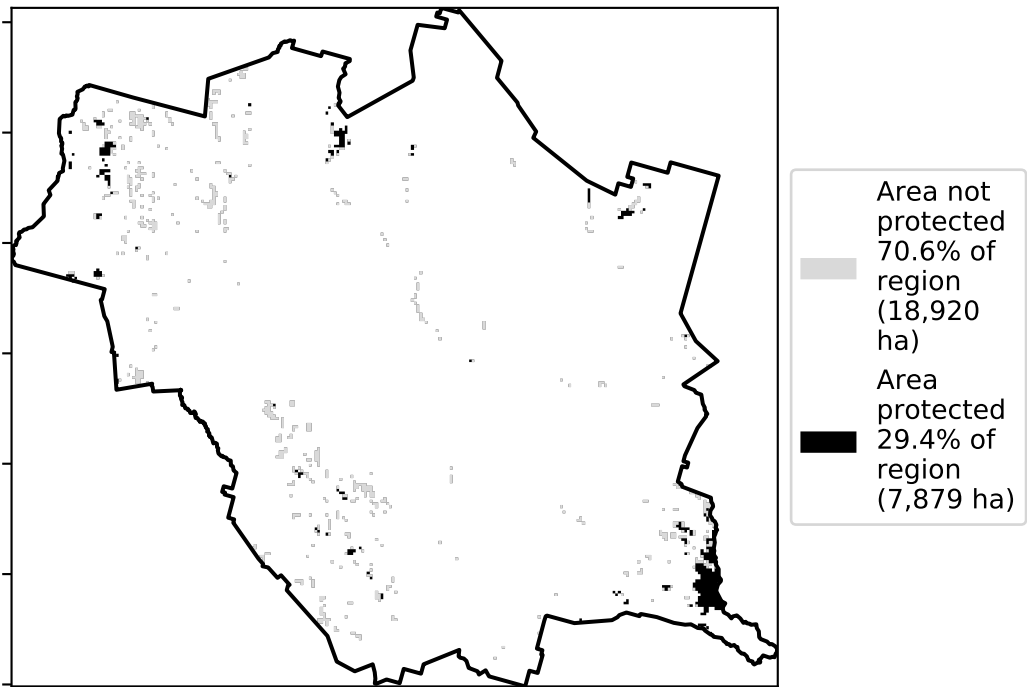 Area not
protected
70.6% of
region
(18,920
ha)
Area
protected
29.4% of
region
(7,879 ha)